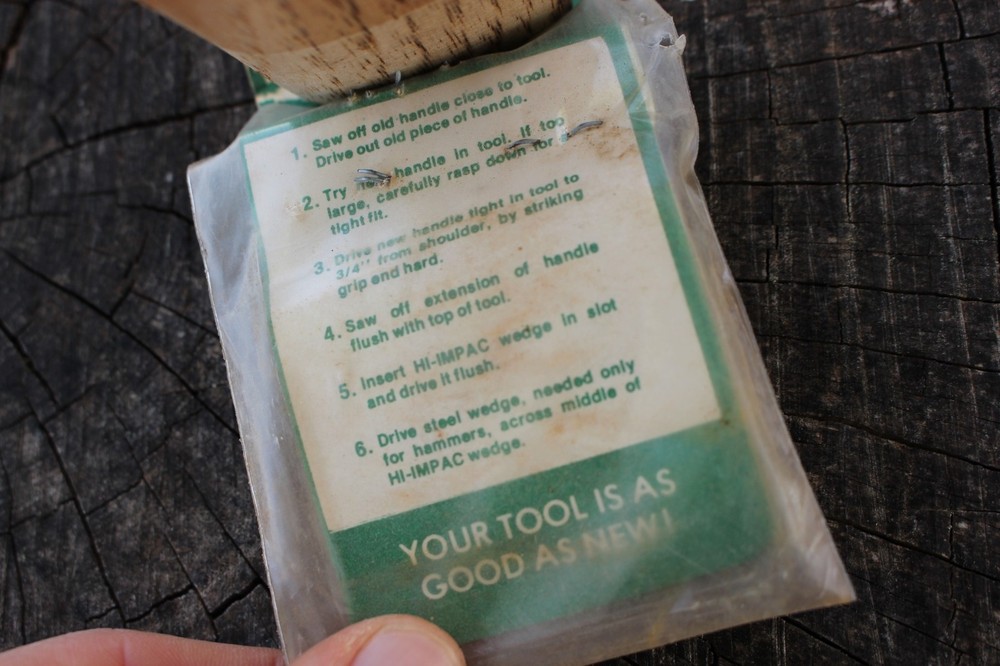 1. Saw off old handle close to tool.
Drive out old piece of handle.
2. Try handle in tool. If too
large, carefully rasp down for
tight fit.
3. Drive new handle tight in tool to
3/4'' from shoulder, by striking
grip end hard.
4. Saw off extension of handle
flush with top of tool.
5. Insert HI-IMPAC wedge in slot
and drive it flush.
6. Drive steel wedge, needed only
for hammers, across middle of
HI-IMPAC wedge.
YOUR TOOL IS AS
GOOD AS NEW!